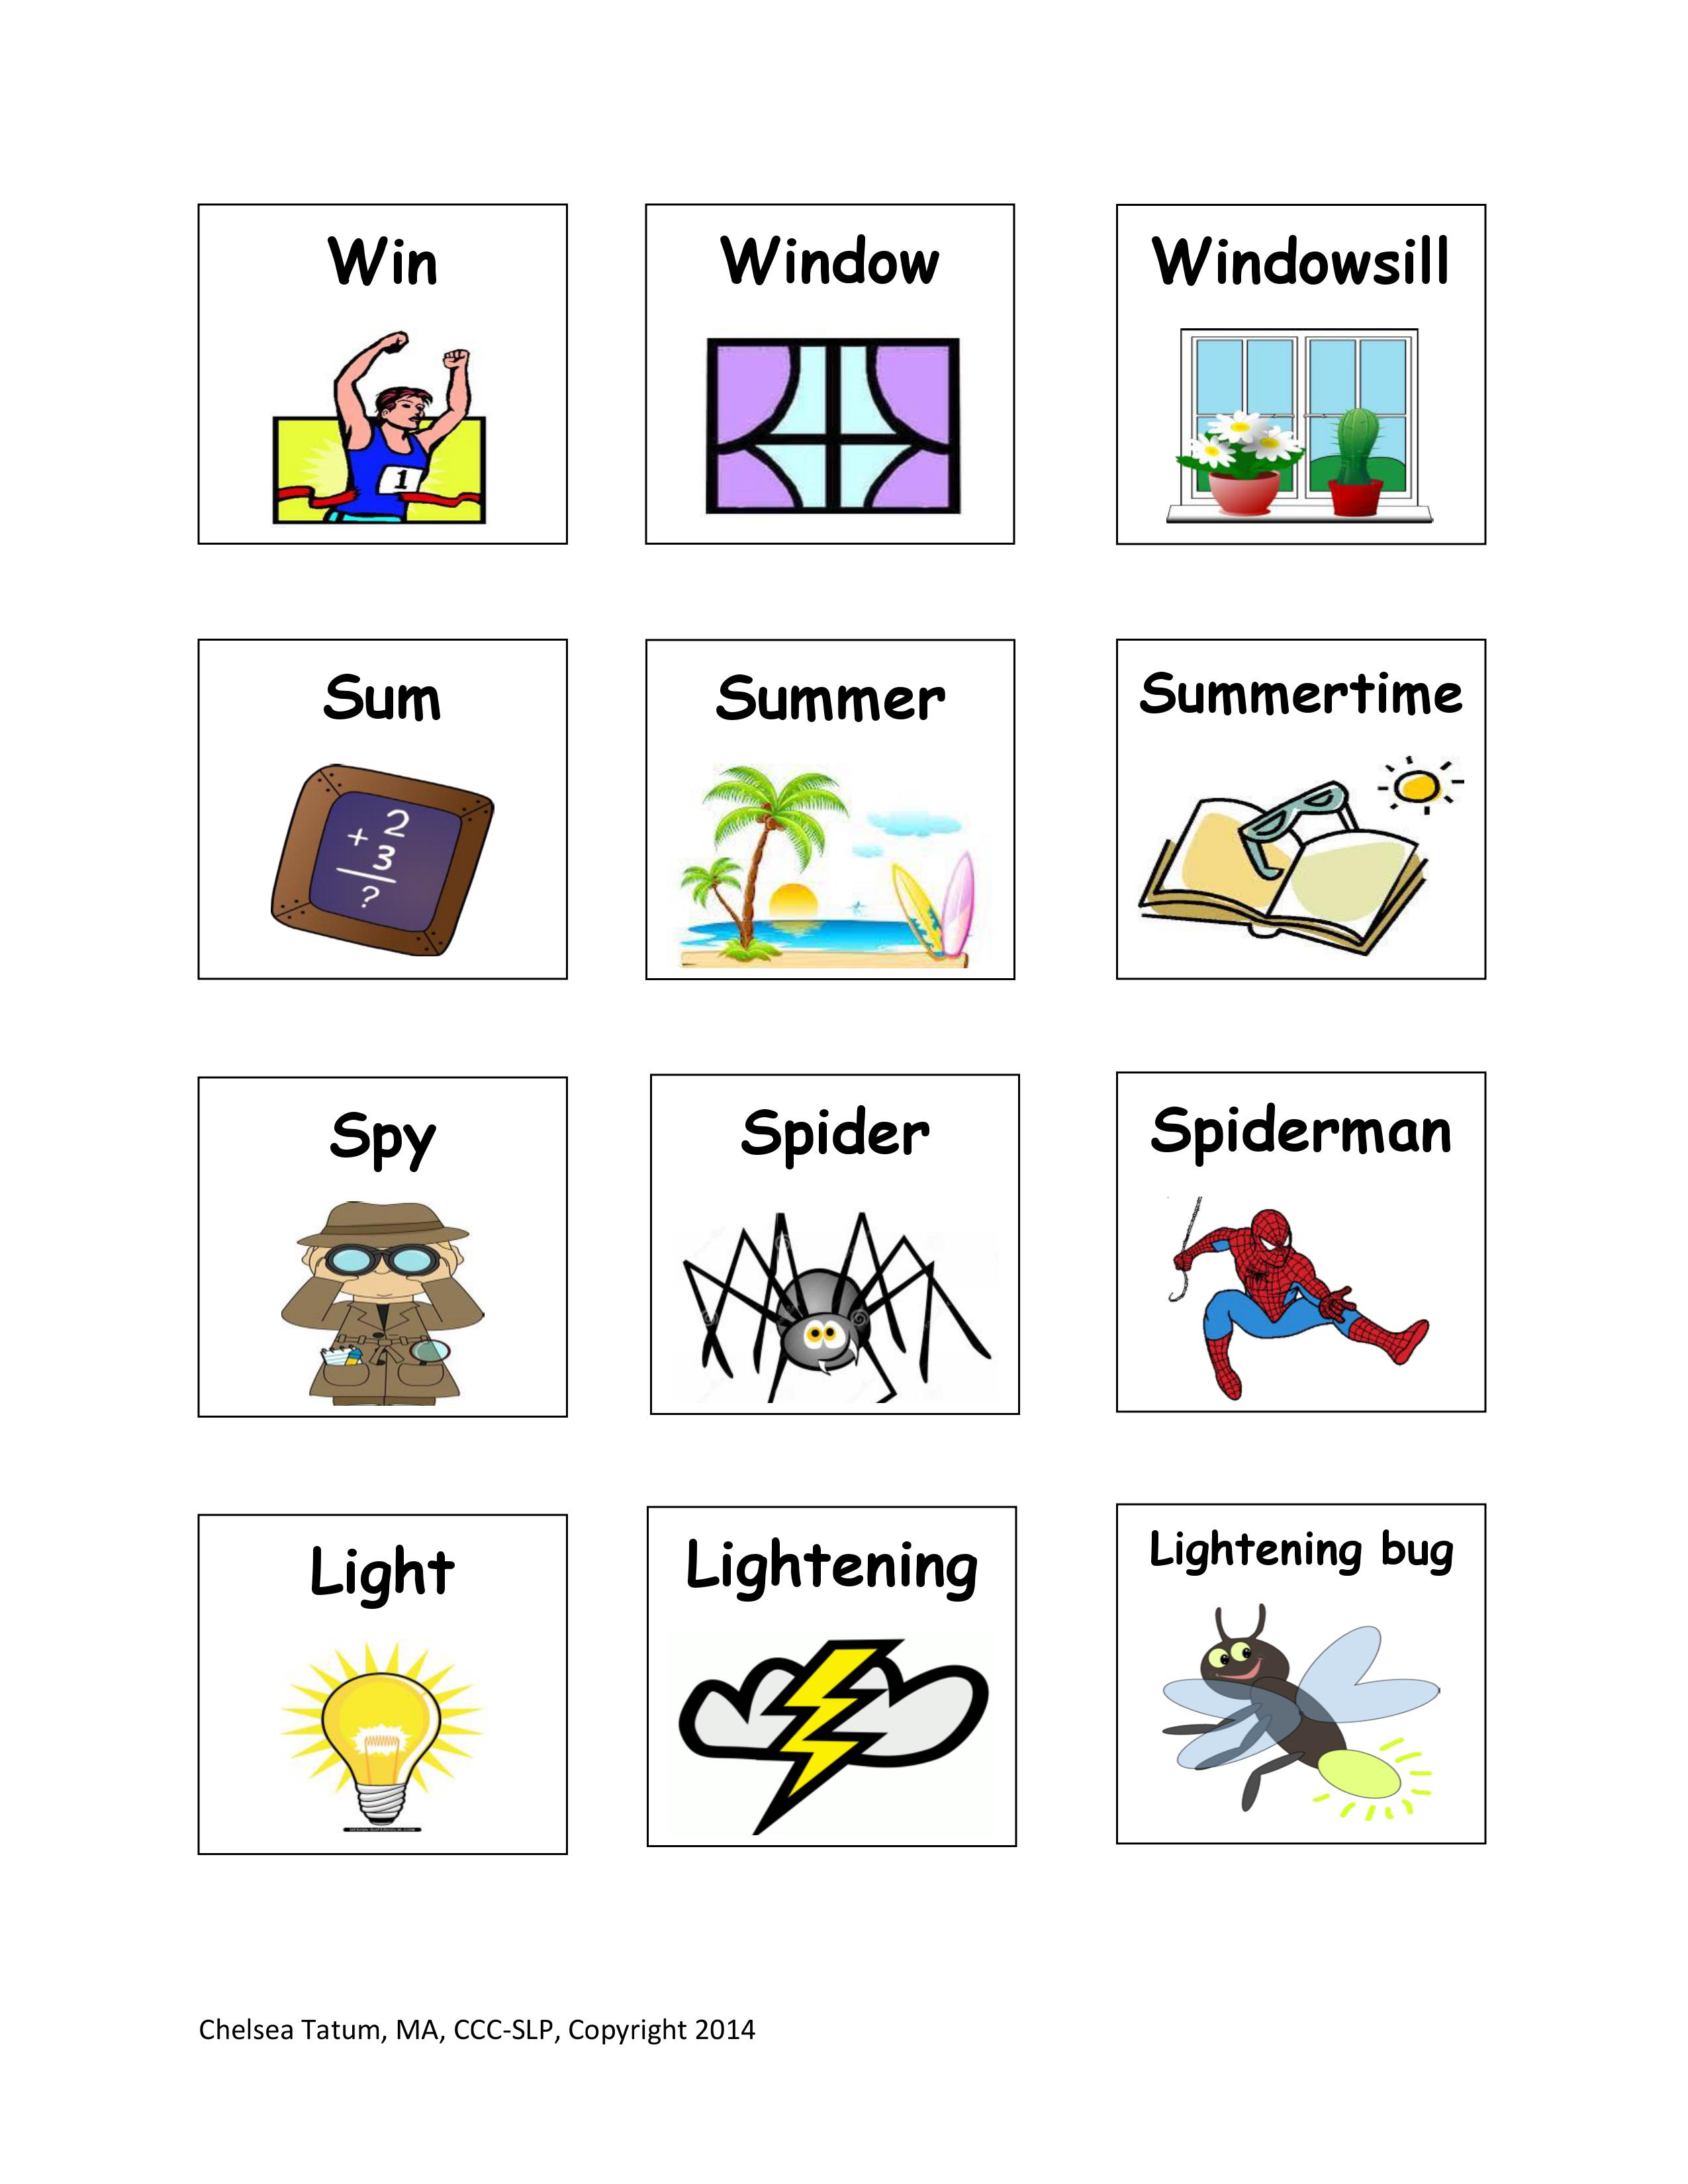 Win
Window
Windowsill
1
Sum
Summer
Summertime
2
+ 3
?
Spy
Spider
Spiderman
Light
Lightening
Lightening bug
Chelsea Tatum, MA, CCC-SLP, Copyright 2014